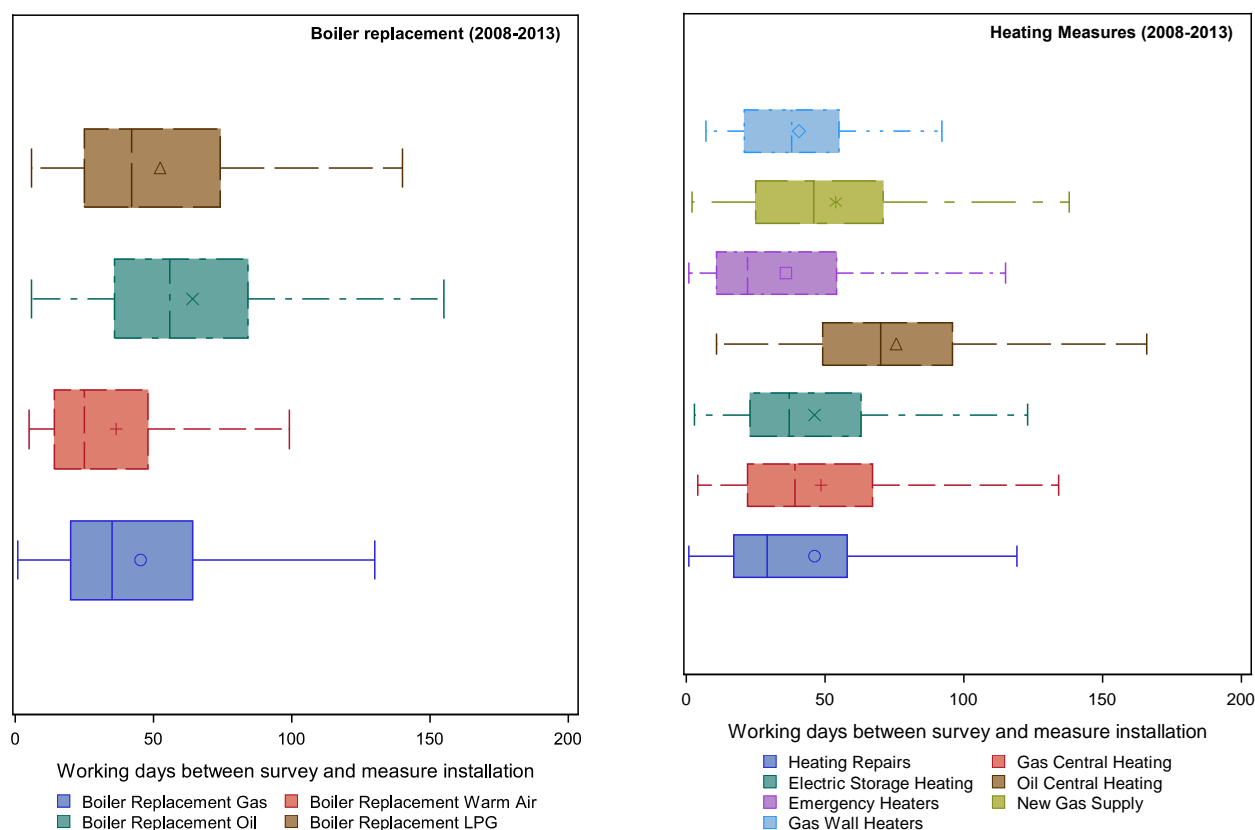 Boiler replacement (2008-2013)
0 50 100 150 200
Working days between survey and measure installation
Boiler Replacement Gas Boiler Replacement Warm Air
Boiler Replacement Oil Boiler Replacement LPG
Heating Measures (2008-2013)
0 50 100 150 200
Working days between survey and measure installation
Heating Repairs Gas Central Heating
Electric Storage Heating Oil Central Heating
Emergency Heaters New Gas Supply
Gas Wall Heaters